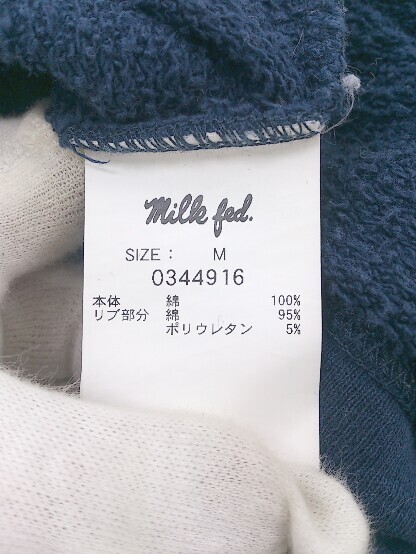 Milk fed.
SIZE： M
0344916
本体 綿 100%
リブ部分 綿 95%
ポリウレタン 5%